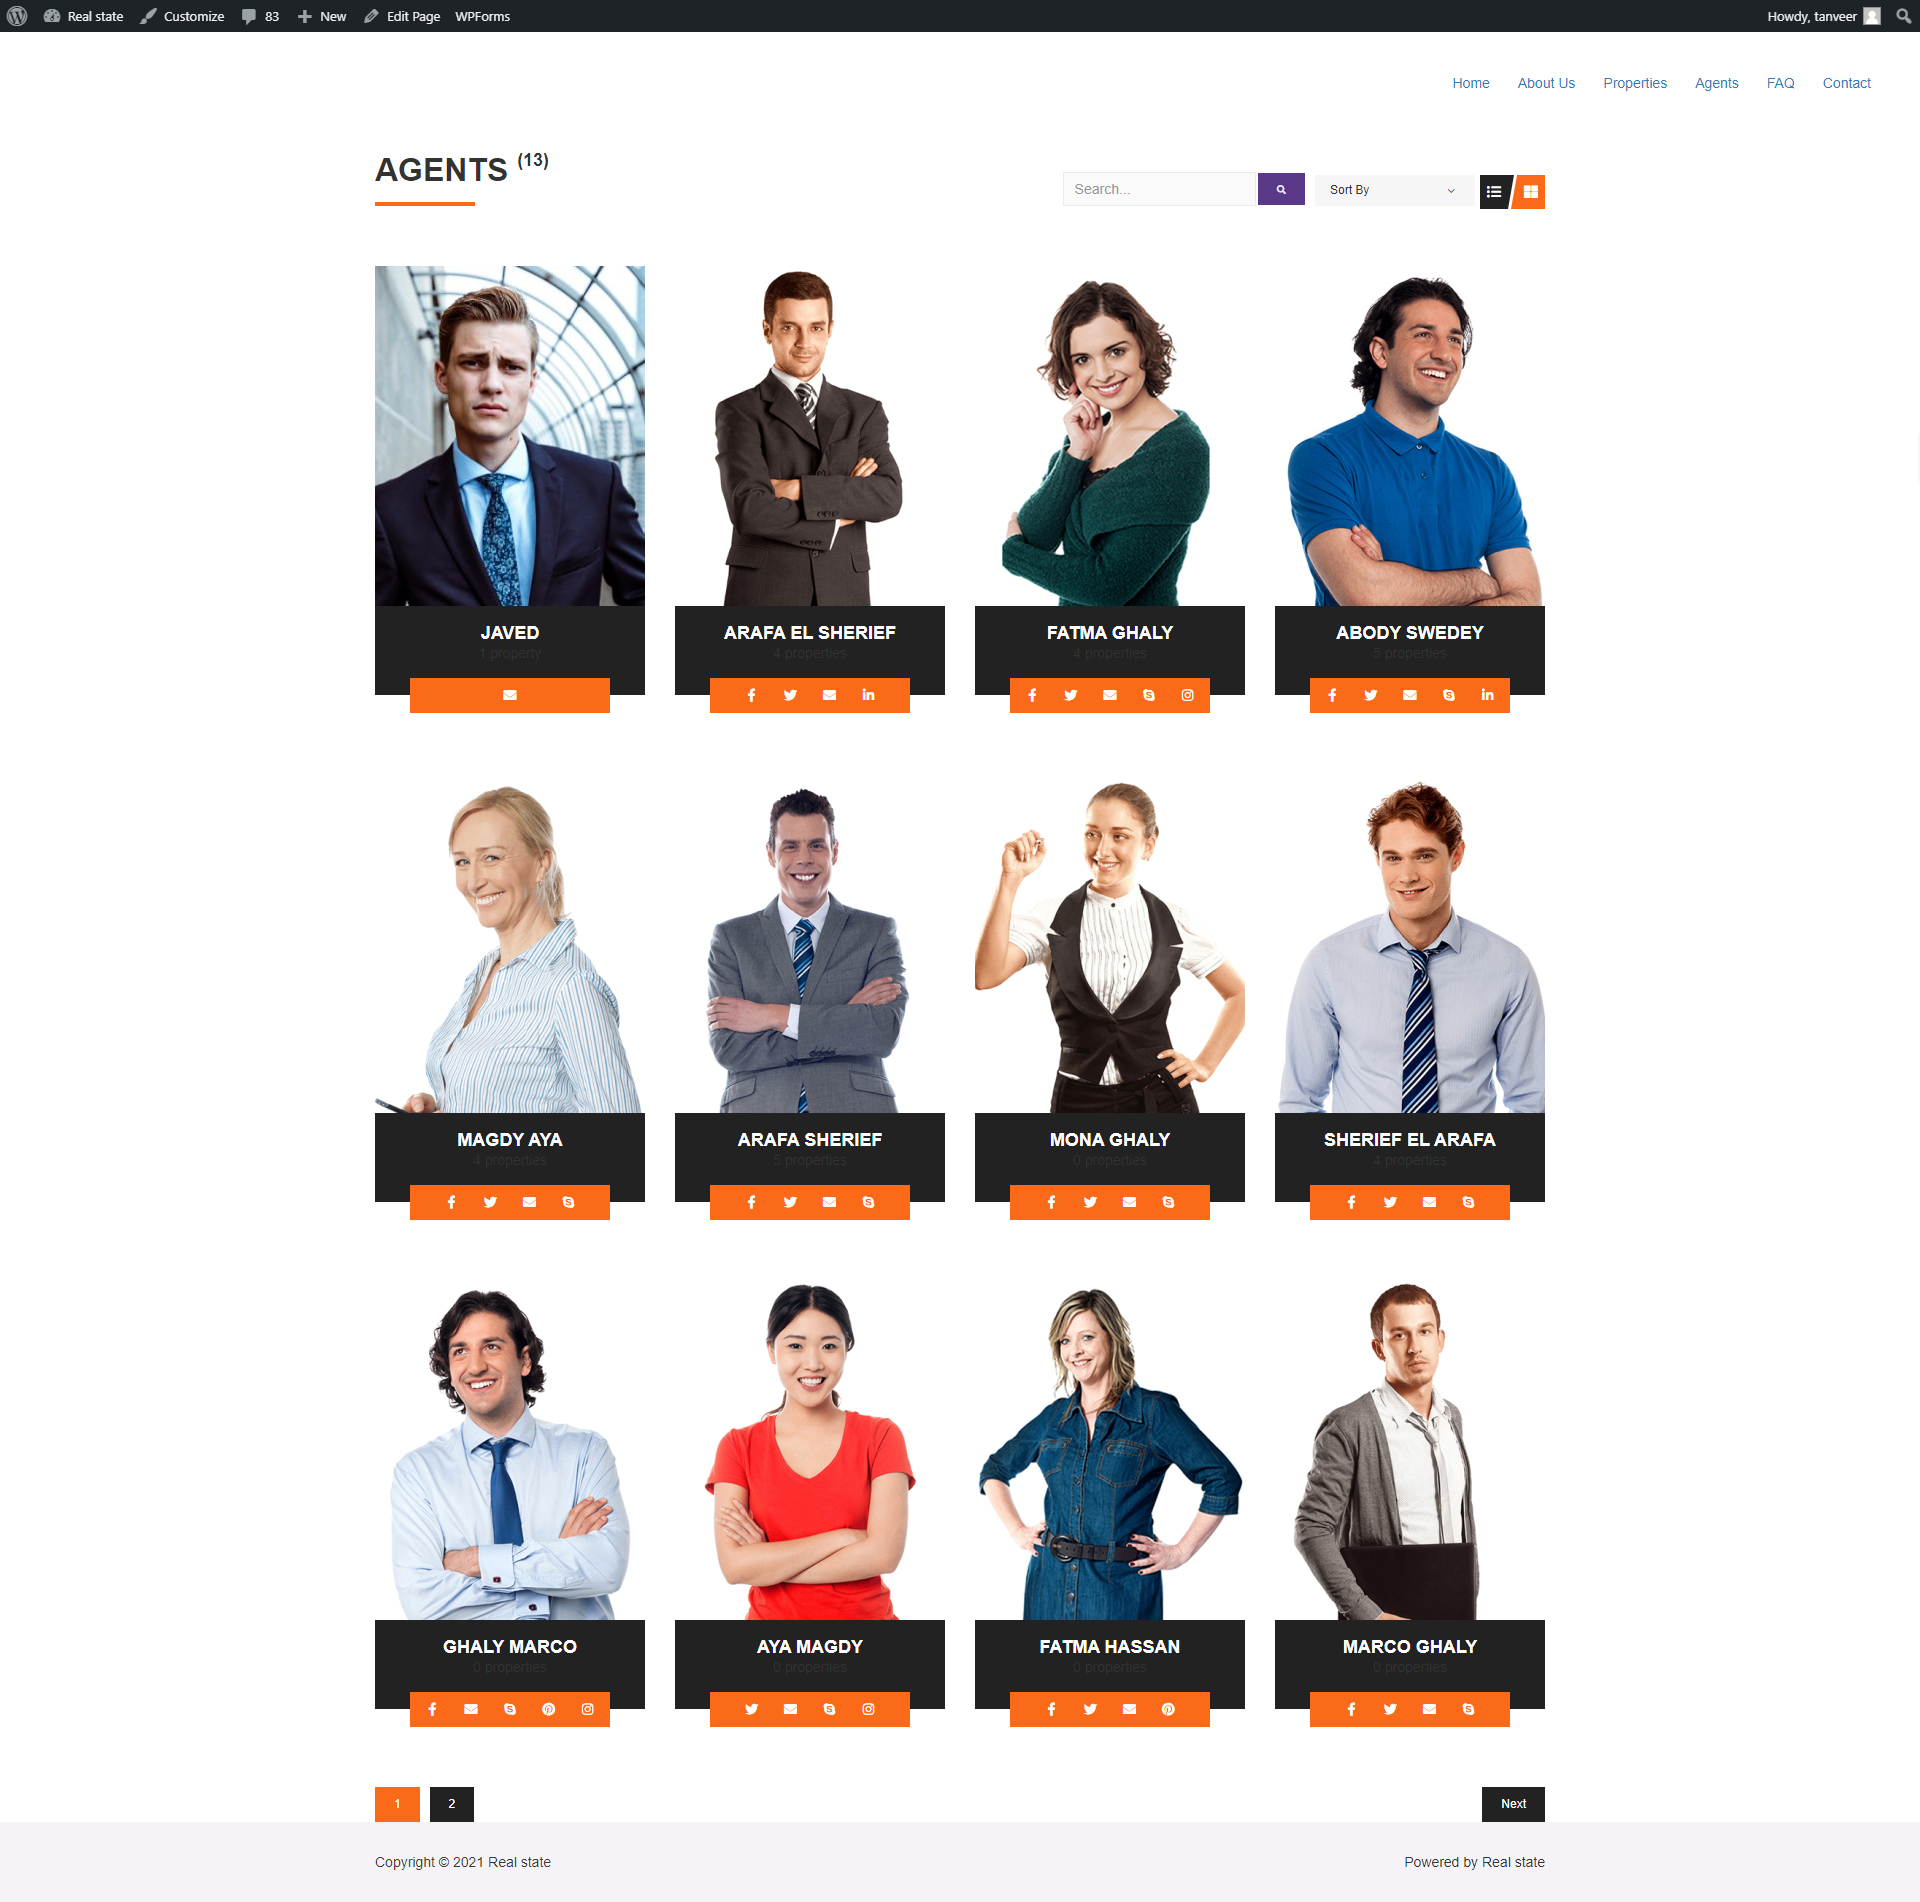 Real state Customize 83 New Edit Page WPForms Howdy, tanveer
Home About Us Properties Agents FAQ Contact
AGENTS (13)
Search... Sort By
JAVED
1 property
ARAFA EL SHERIEF
4 properties
FATMA GHALY
4 properties
ABODY SWEDEY
5 properties
MAGDY AYA
4 properties
ARAFA SHERIEF
5 properties
MONA GHALY
0 properties
SHERIEF EL ARAFA
4 properties
GHALY MARCO
0 properties
AYA MAGDY
0 properties
FATMA HASSAN
0 properties
MARCO GHALY
0 properties
1 2 Next
Copyright © 2021 Real state Powered by Real state